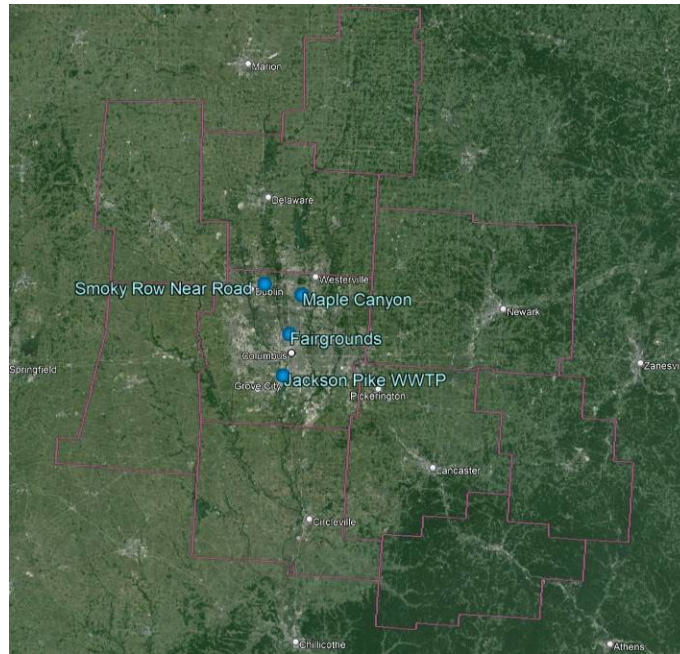 Marion
Delaware
Westerville
Smoky Row Near Road
Dublin
Maple Canyon
Newark
Fairgrounds
Columbus
Springfield
Zanesvi
Jackson Pike WWTP
Grove City
Pickerington
Lancaster
Circleville
Chillicothe
Athens